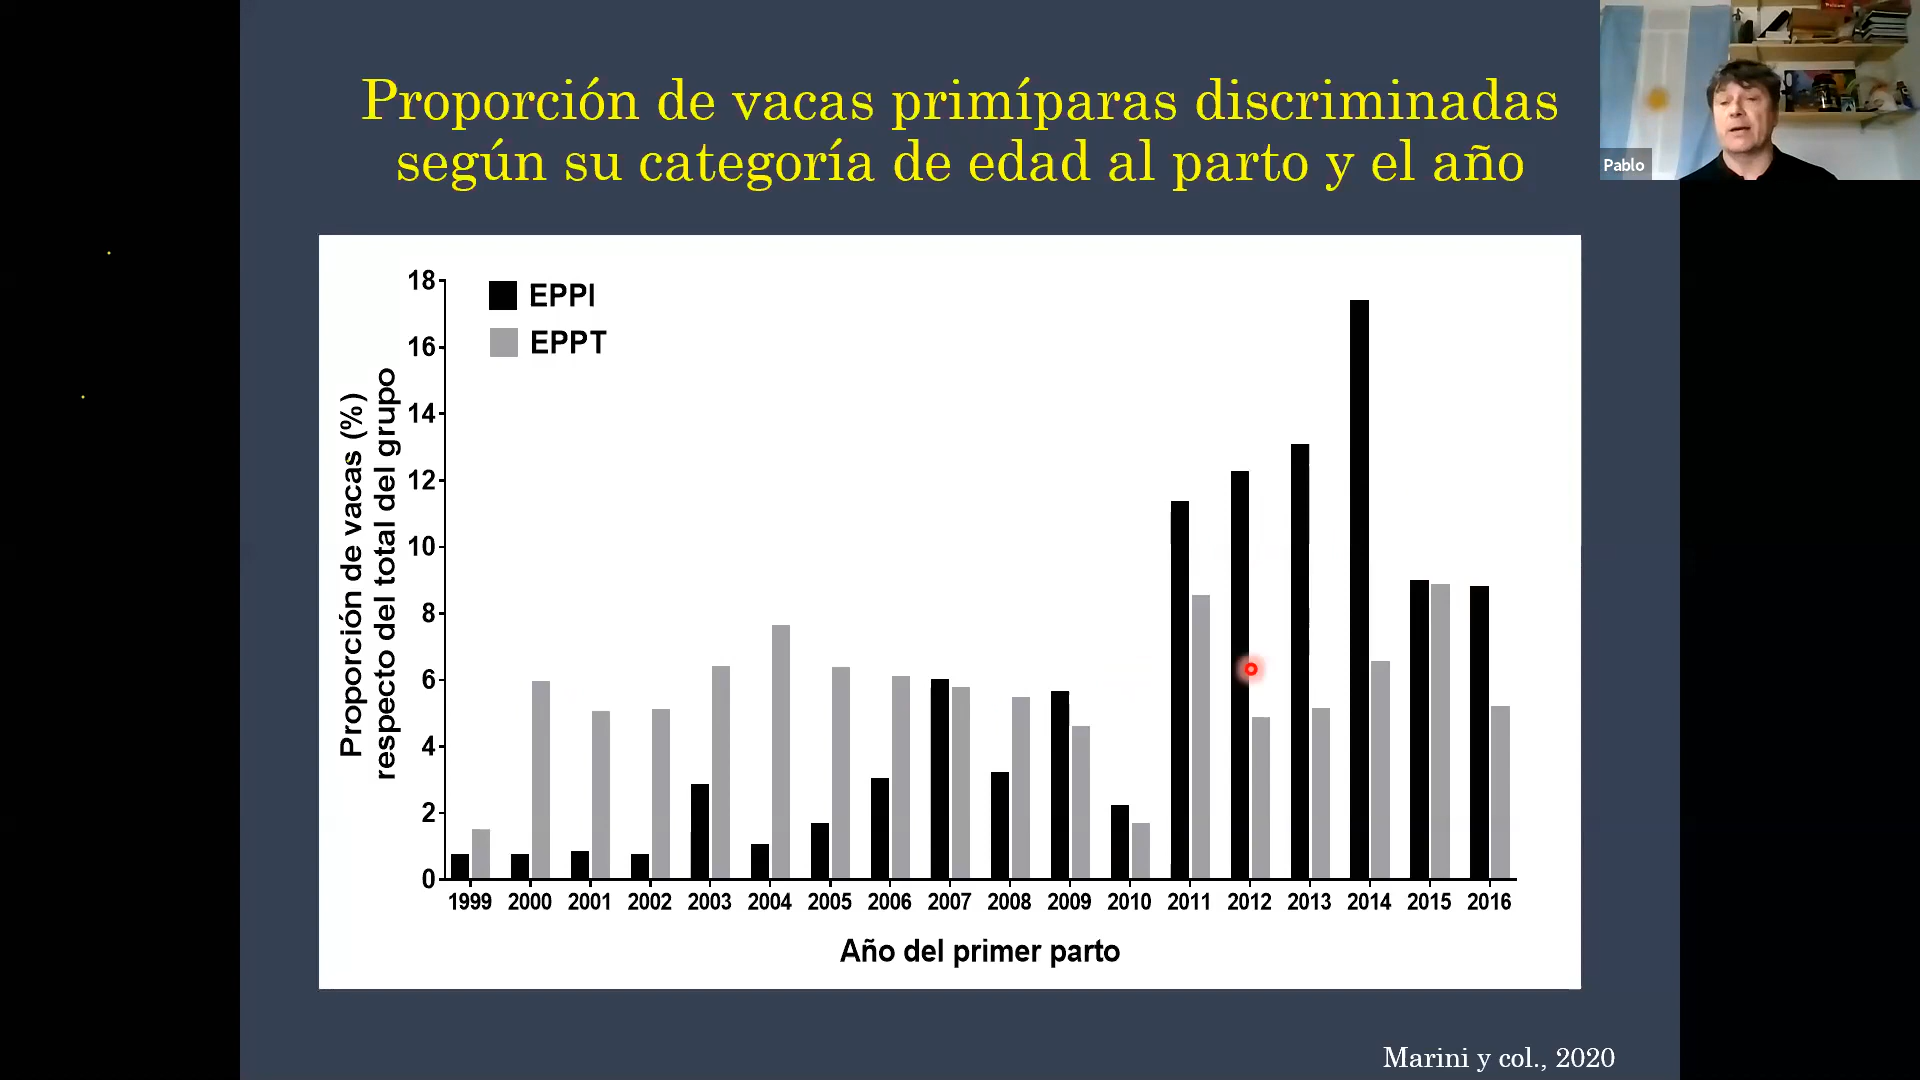 Proporción de vacas primíparas discriminadas
según su categoría de edad al parto y el año
Pablo
EPPI
EPPT
Proporción de vacas (%)
respecto del total del grupo
18
16
14
12
10
8
6
4
2
0
1999 2000 2001 2002 2003 2004 2005 2006 2007 2008 2009 2010 2011 2012 2013 2014 2015 2016
Año del primer parto
Marini y col., 2020